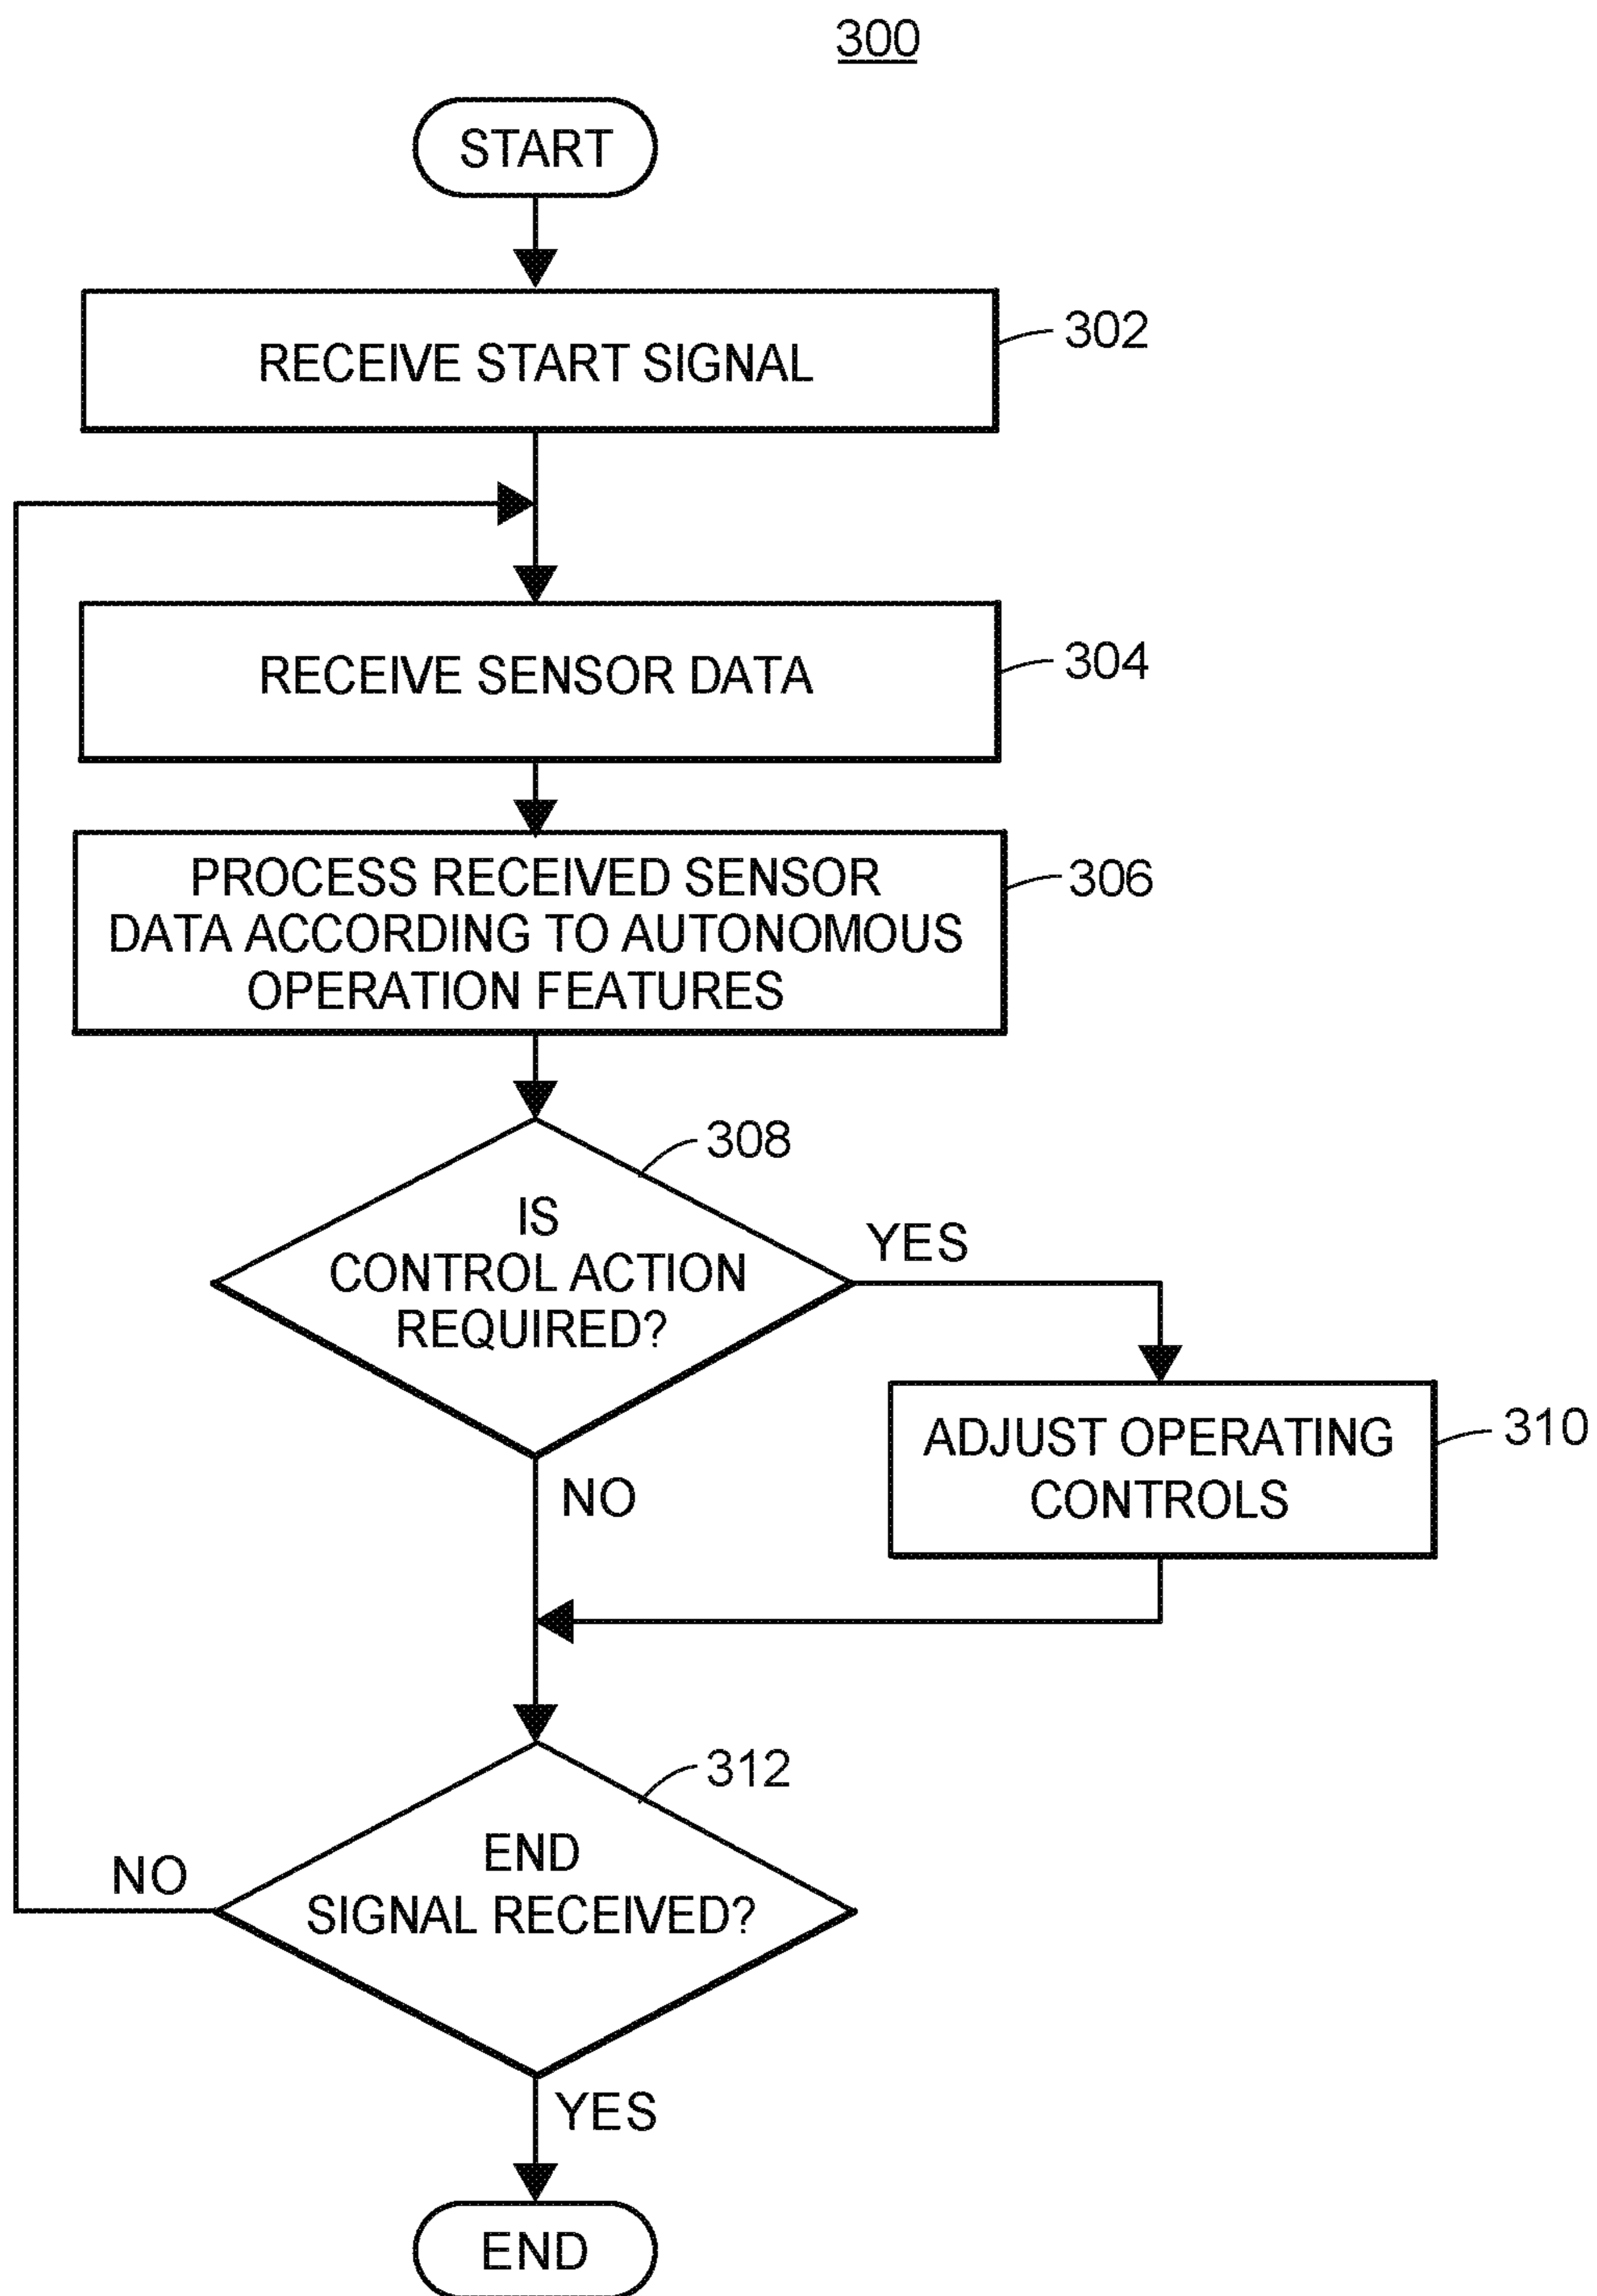 300
START
RECEIVE START SIGNAL
302
RECEIVE SENSOR DATA
304
PROCESS RECEIVED SENSOR
DATA ACCORDING TO AUTONOMOUS
OPERATION FEATURES
306
308
IS
CONTROL ACTION
REQUIRED?
YES
ADJUST OPERATING
CONTROLS
310
NO
312
END
SIGNAL RECEIVED?
NO
YES
END